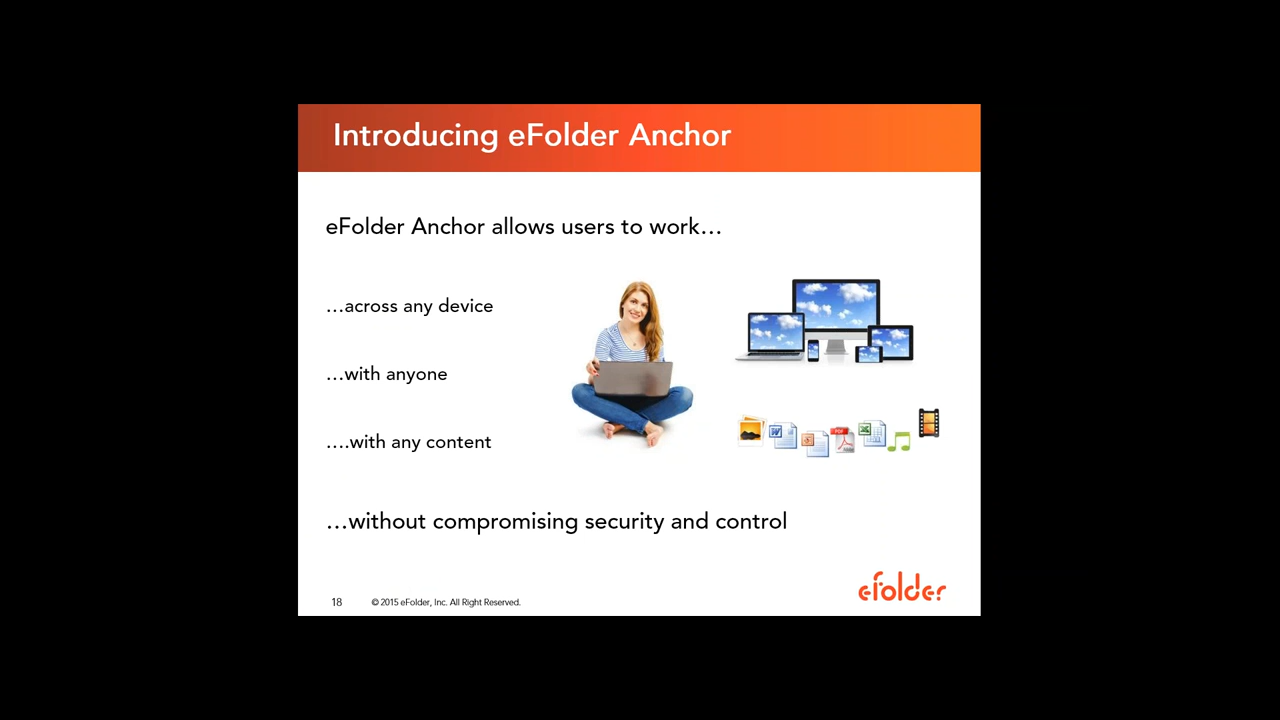 Introducing eFolder Anchor
eFolder Anchor allows users to work…
…across any device
…with anyone
….with any content
PDF
…without compromising security and control
18 © 2015 eFolder, Inc. All Right Reserved.
efolder